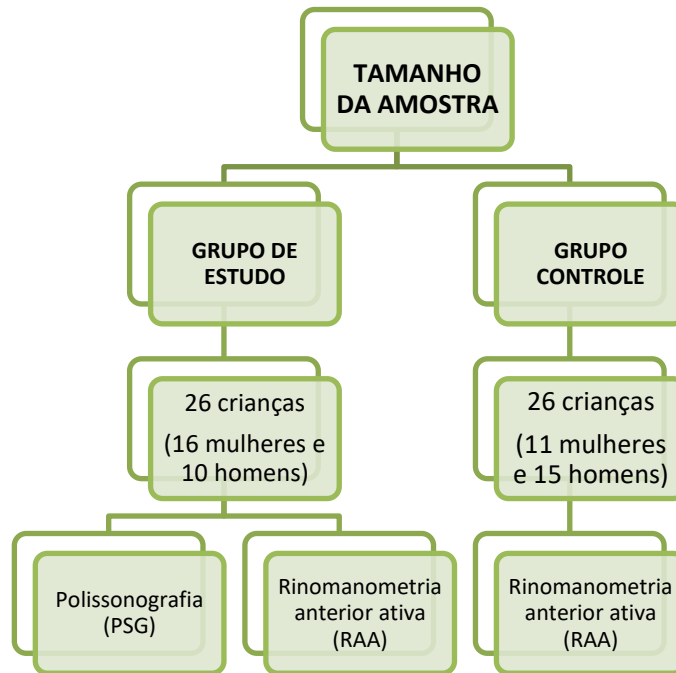 TAMANHO
DA AMOSTRA
GRUPO DE
ESTUDO
GRUPO
CONTROLE
26 crianças
(16 mulheres e
10 homens)
26 crianças
(11 mulheres
e 15 homens)
Polissonografia
(PSG)
Rinomanometria
anterior ativa
(RAA)
Rinomanometria
anterior ativa
(RAA)